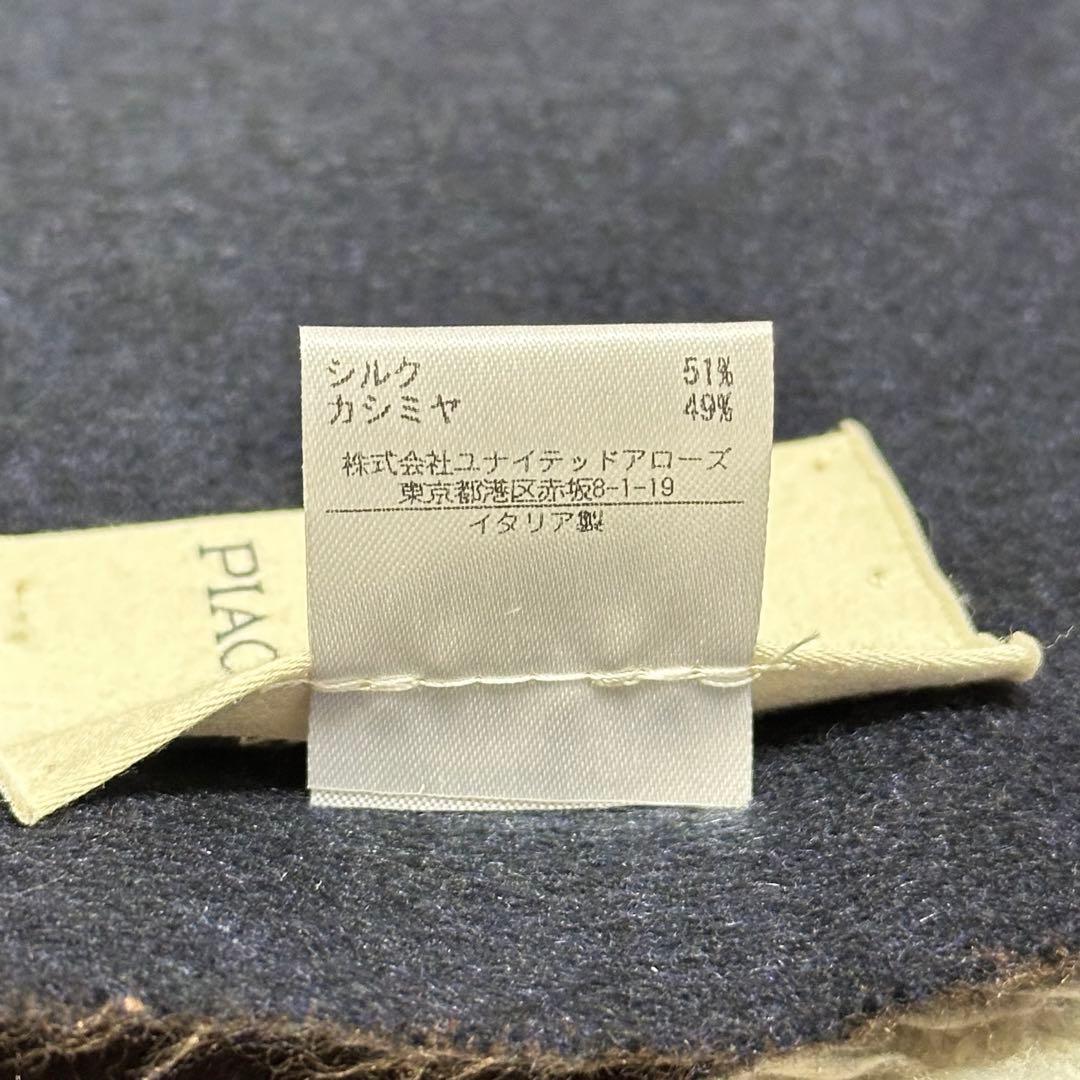 シルク 51%
カシミヤ 49%
株式会社ユナイテッドアローズ
東京都港区赤坂8-1-19
イタリア製
PIAC